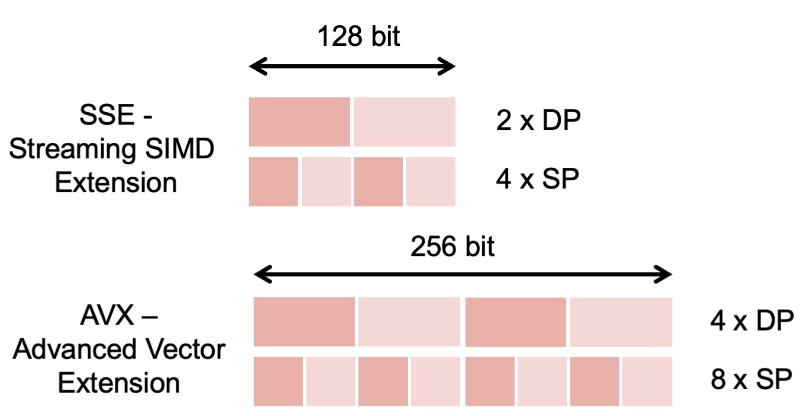 128 bit
SSE -
Streaming SIMD
Extension
2 x DP
4 x SP
256 bit
AVX –
Advanced Vector
Extension
4 x DP
8 x SP